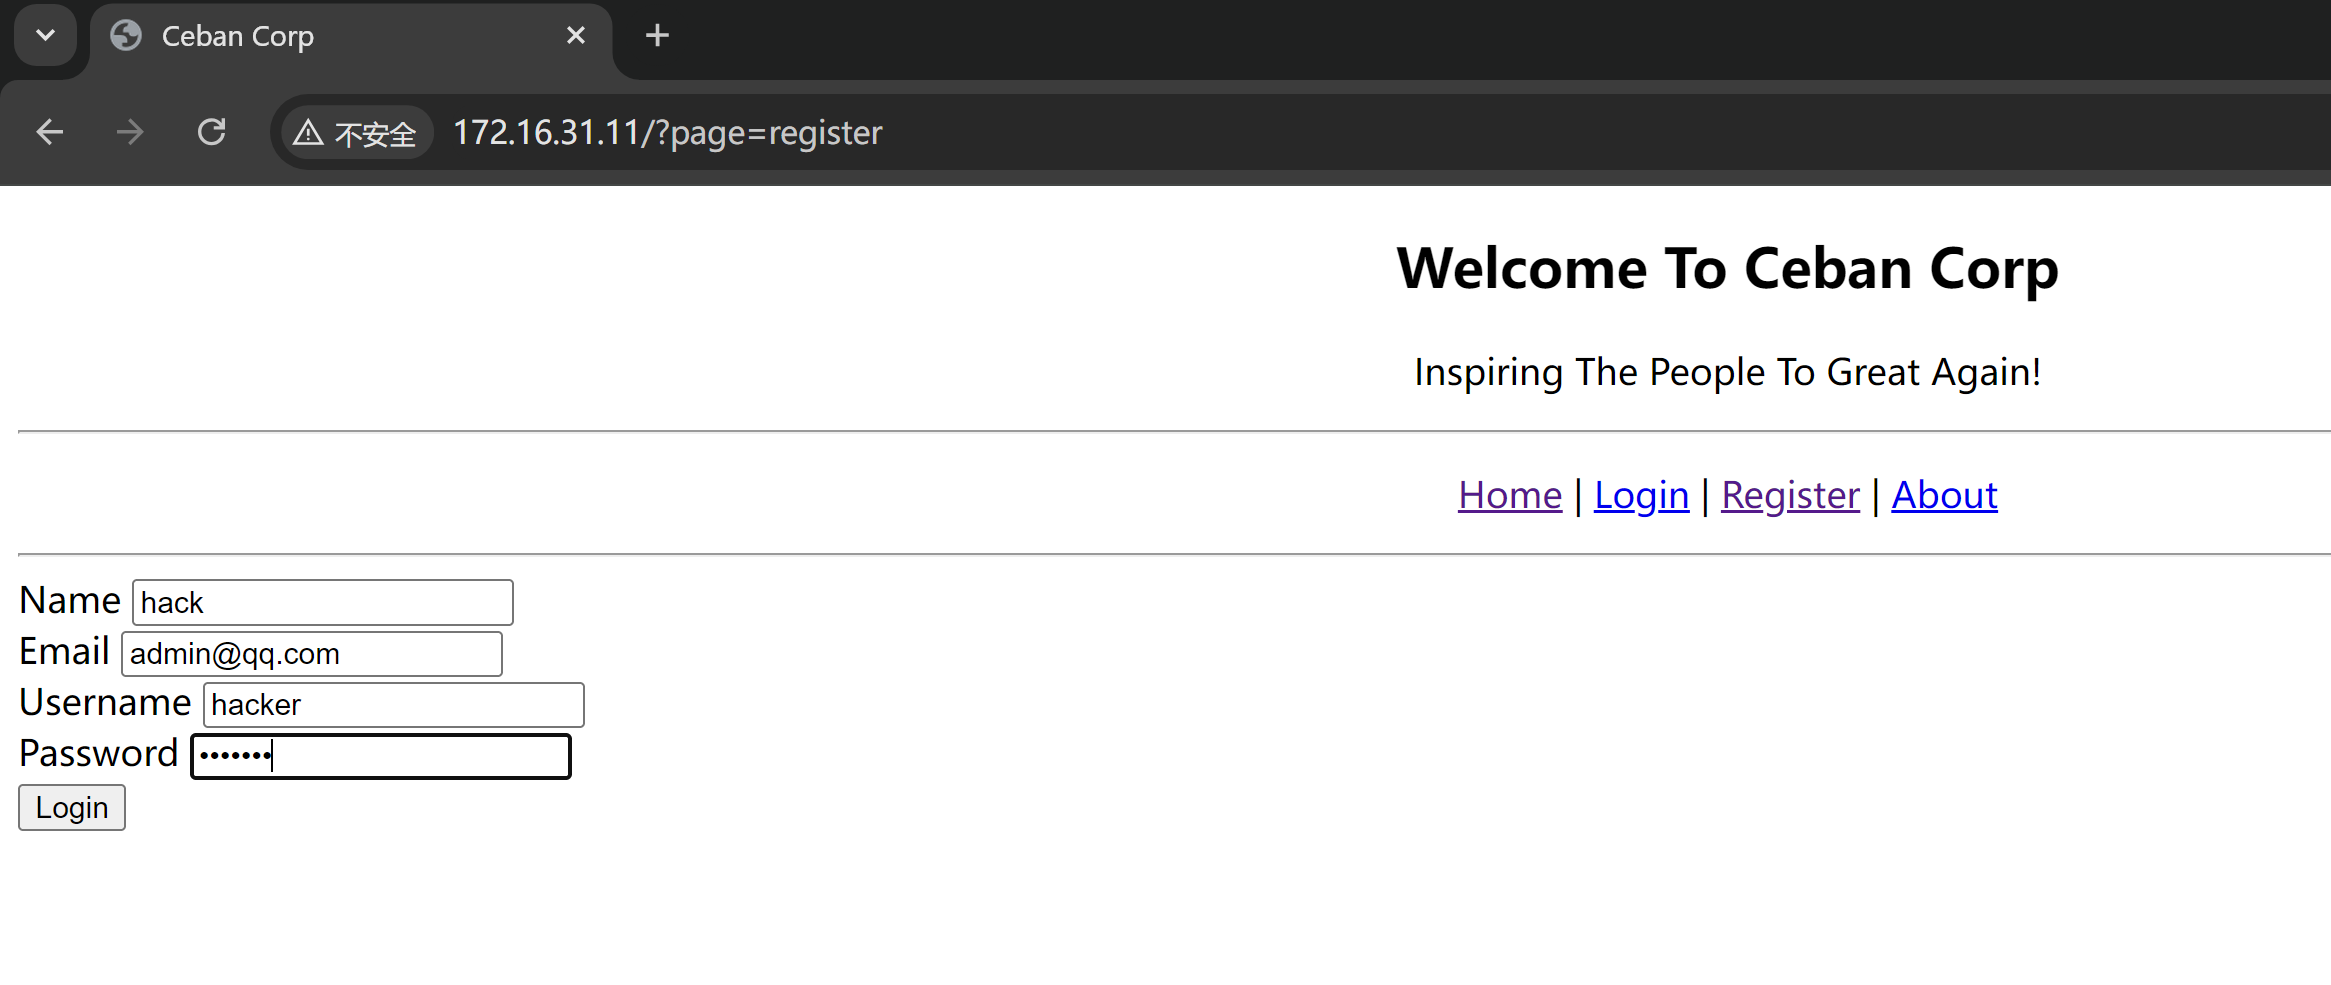 Ceban Corp
不安全 172.16.31.11/?page=register
Welcome To Ceban Corp
Inspiring The People To Great Again!
Home | Login | Register | About
Name hack
Email admin@qq.com
Username hacker
Password •••••••
Login